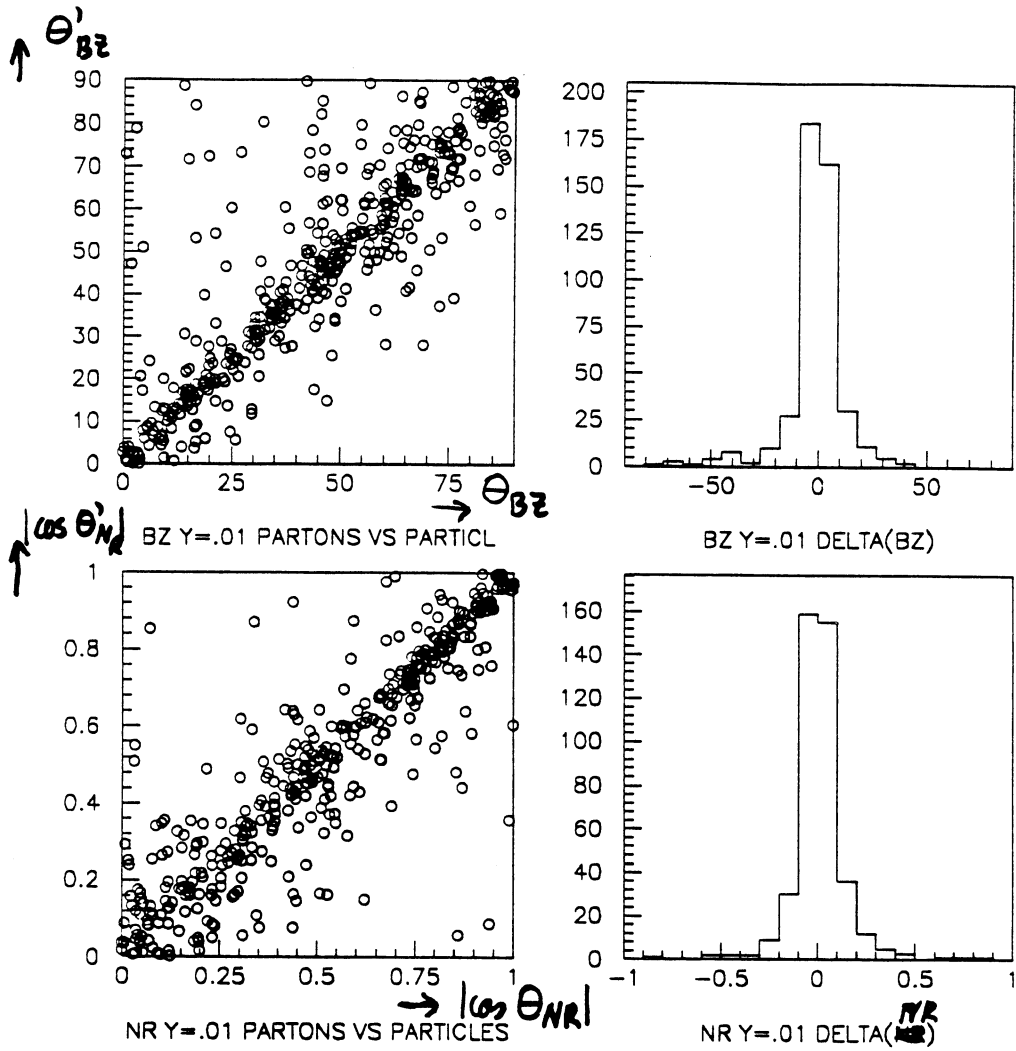 ↑ θ'BZ
90
80
70
60
50
40
30
20
10
0
0 25 50 75
→ θBZ
BZ Y=.01 PARTONS VS PARTICL
200
175
150
125
100
75
50
25
0
−50 0 50
BZ Y=.01 DELTA(BZ)
↑ |cos θ'NR|
1
0.8
0.6
0.4
0.2
0
0 0.25 0.5 0.75 1
→ |cos θNR|
NR Y=.01 PARTONS VS PARTICLES
160
140
120
100
80
60
40
20
0
−1 −0.5 0 0.5 1
NR Y=.01 DELTA(NR)